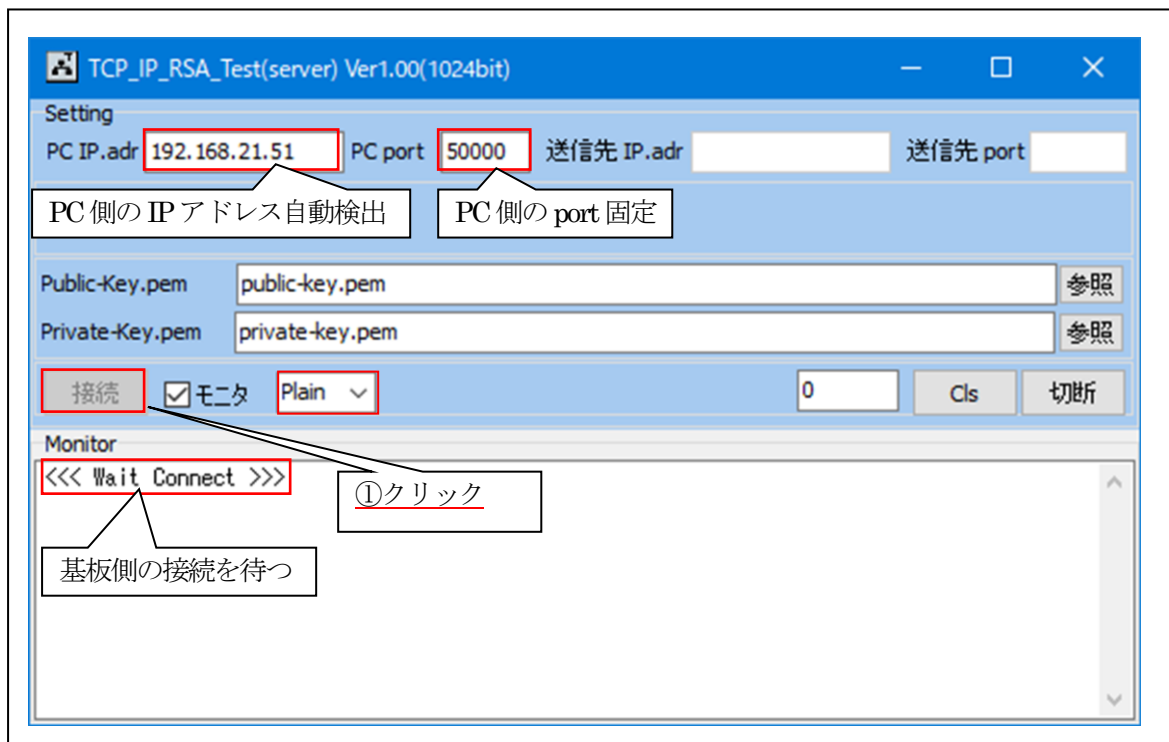 TCP_IP_RSA_Test(server) Ver1.00(1024bit)
Setting
PC IP.adr 192.168.21.51 PC port 50000 送信先 IP.adr 送信先 port
PC側のIPアドレス自動検出 PC側のport固定
Public-Key.pem public-key.pem 参照
Private-Key.pem private-key.pem 参照
接続 モニタ Plain 0 Cls 切断
Monitor
<<< Wait Connect >>>
①クリック
基板側の接続を待つ